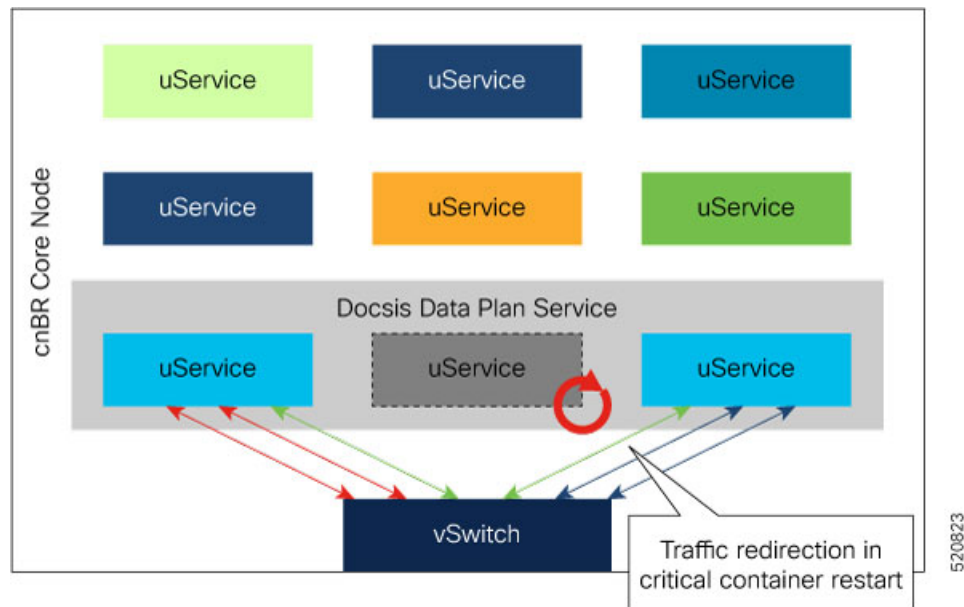 uService
uService
uService
cnBR Core Node
uService
uService
uService
Docsis Data Plan Service
uService
uService
uService
vSwitch
Traffic redirection in
critical container restart
520823